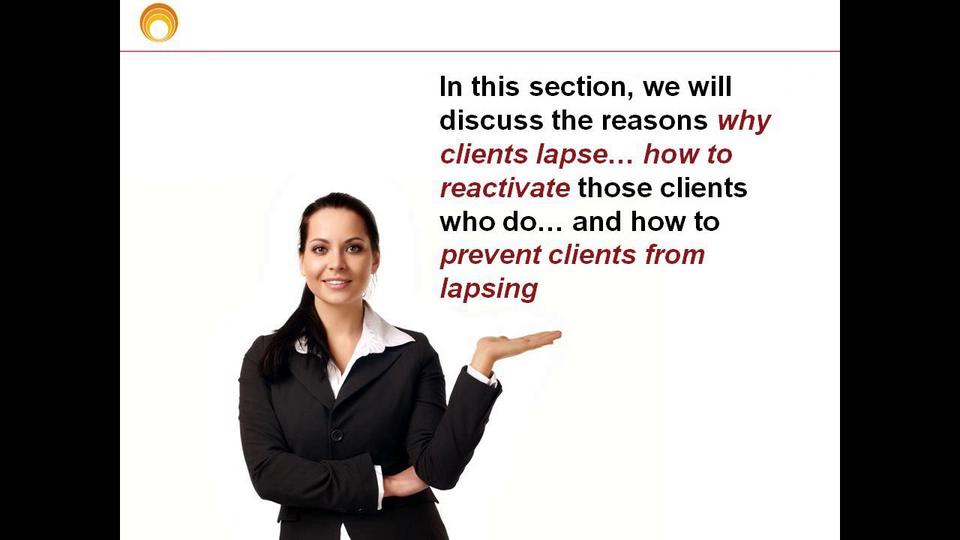 In this section, we will
discuss the reasons why
clients lapse… how to
reactivate those clients
who do… and how to
prevent clients from
lapsing